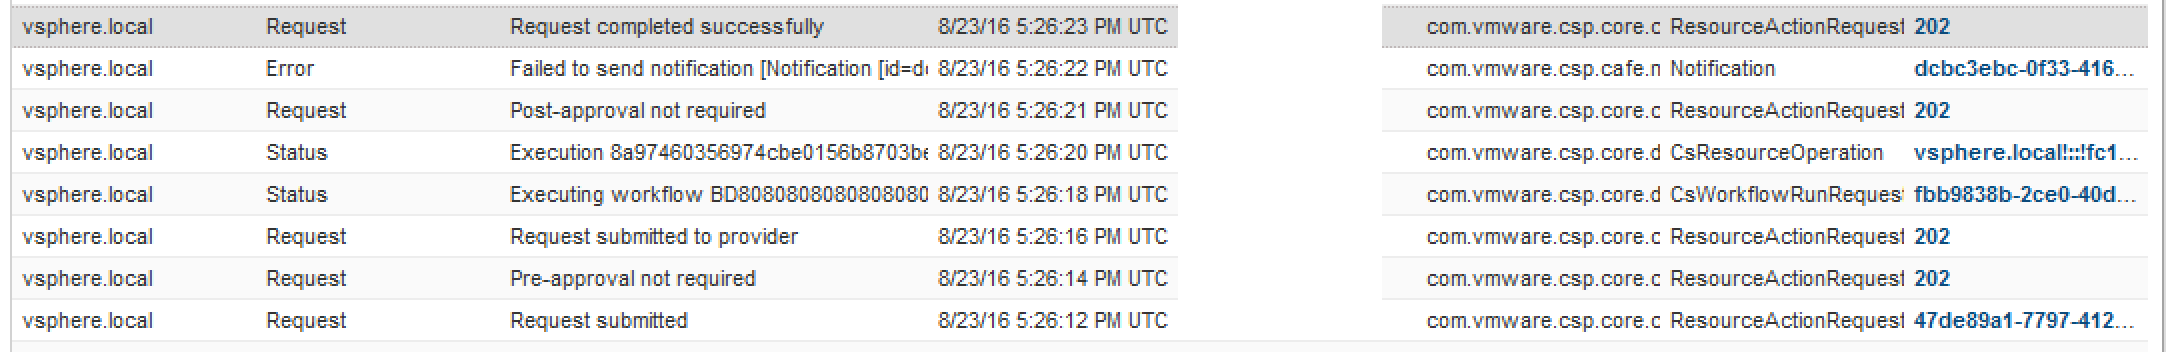 vsphere.local Request Request completed successfully 8/23/16 5:26:23 PM UTC com.vmware.csp.core.c ResourceActionRequest 202
vsphere.local Error Failed to send notification [Notification [id=d 8/23/16 5:26:22 PM UTC com.vmware.csp.cafe.n Notification dcbc3ebc-0f33-416...
vsphere.local Request Post-approval not required 8/23/16 5:26:21 PM UTC com.vmware.csp.core.c ResourceActionRequest 202
vsphere.local Status Execution 8a97460356974cbe0156b8703be 8/23/16 5:26:20 PM UTC com.vmware.csp.core.d CsResourceOperation vsphere.local!::!fc1...
vsphere.local Status Executing workflow BD8080808080808080 8/23/16 5:26:18 PM UTC com.vmware.csp.core.d CsWorkflowRunRequest fbb9838b-2ce0-40d...
vsphere.local Request Request submitted to provider 8/23/16 5:26:16 PM UTC com.vmware.csp.core.c ResourceActionRequest 202
vsphere.local Request Pre-approval not required 8/23/16 5:26:14 PM UTC com.vmware.csp.core.c ResourceActionRequest 202
vsphere.local Request Request submitted 8/23/16 5:26:12 PM UTC com.vmware.csp.core.c ResourceActionRequest 47de89a1-7797-412...